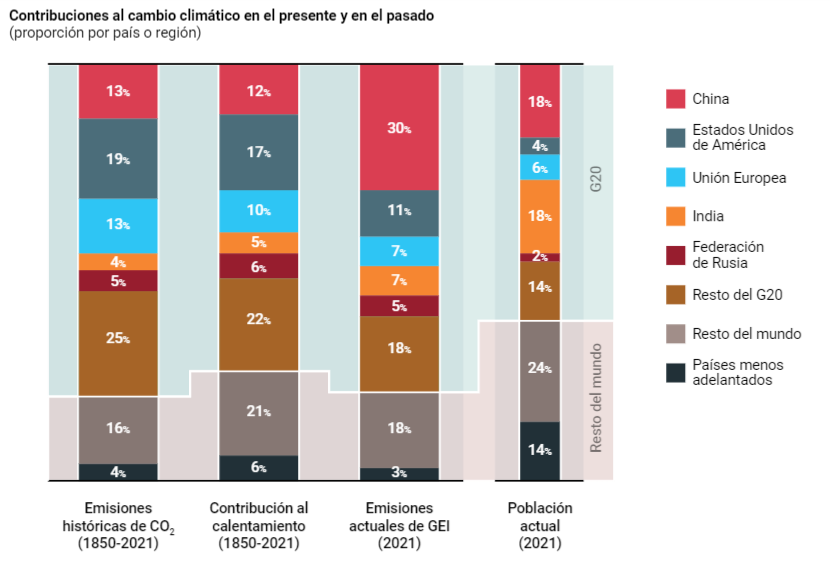 Contribuciones al cambio climático en el presente y en el pasado
(proporción por país o región)
13%
19%
13%
4%
5%
25%
16%
4%
12%
17%
10%
5%
6%
22%
21%
6%
30%
11%
7%
7%
5%
18%
18%
3%
18%
4%
6%
18%
2%
14%
24%
14%
G20
Resto del mundo
China
Estados Unidos
de América
Unión Europea
India
Federación
de Rusia
Resto del G20
Resto del mundo
Países menos
adelantados
Emisiones
históricas de CO₂
(1850-2021)
Contribución al
calentamiento
(1850-2021)
Emisiones
actuales de GEI
(2021)
Población
actual
(2021)